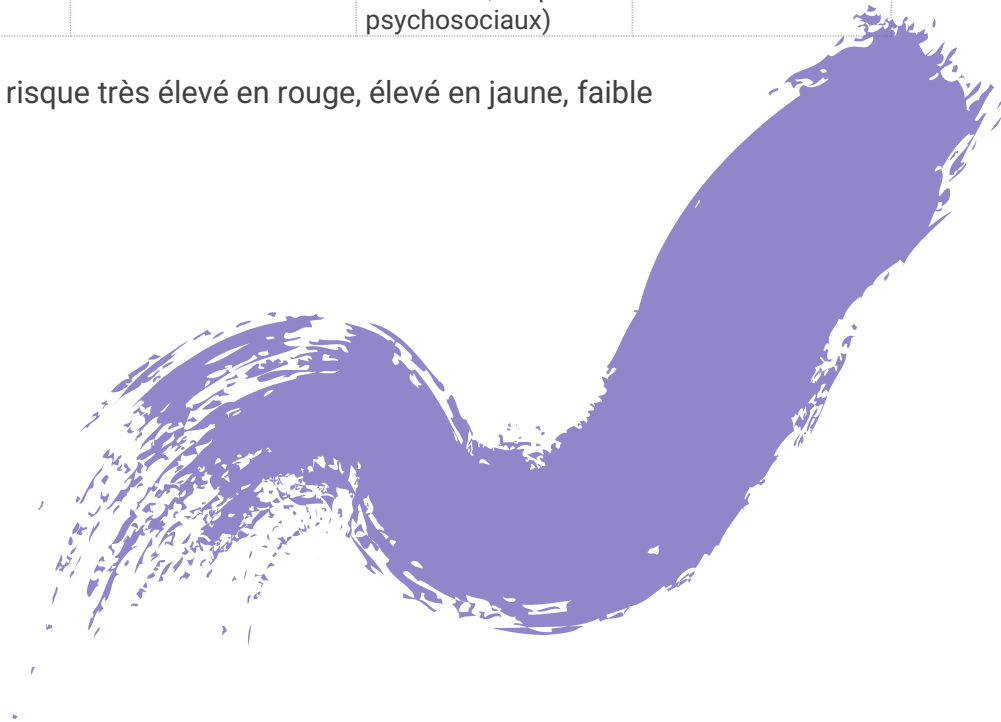 psychosociaux)
risque très élevé en rouge, élevé en jaune, faible